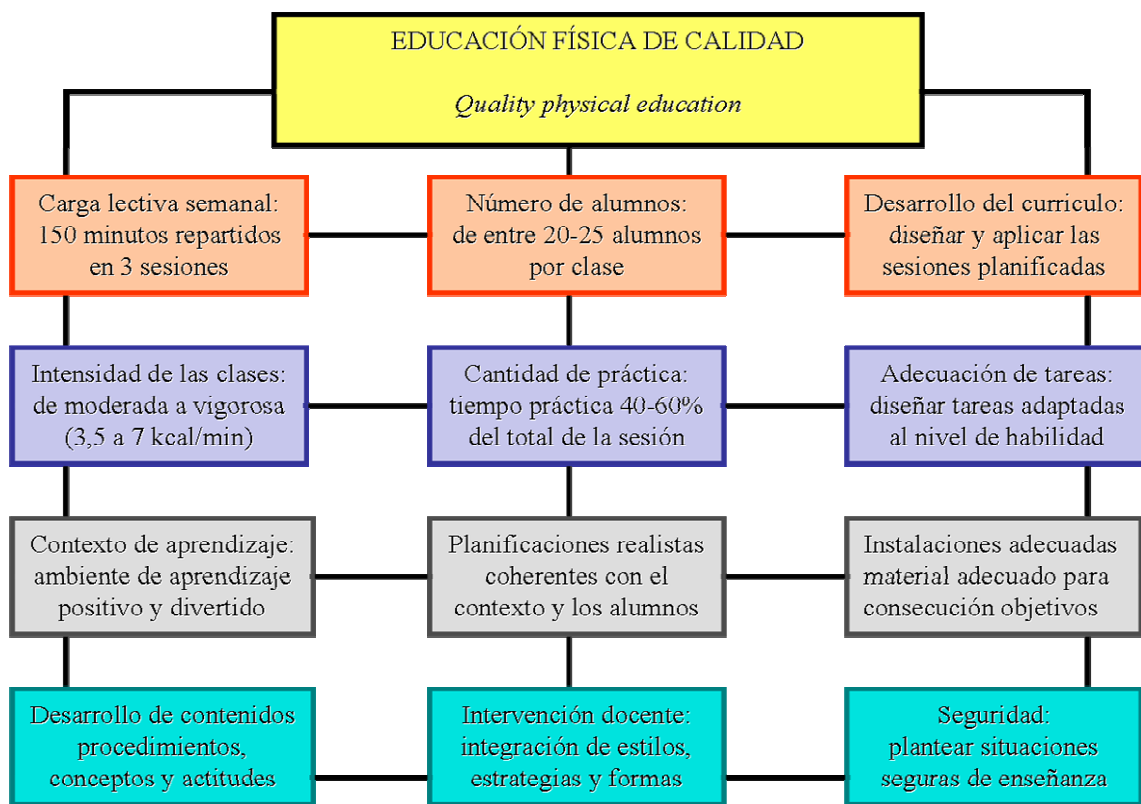 EDUCACIÓN FÍSICA DE CALIDAD
Quality physical education
Carga lectiva semanal:
150 minutos repartidos
en 3 sesiones
Número de alumnos:
de entre 20-25 alumnos
por clase
Desarrollo del curriculo:
diseñar y aplicar las
sesiones planificadas
Intensidad de las clases:
de moderada a vigorosa
(3,5 a 7 kcal/min)
Cantidad de práctica:
tiempo práctica 40-60%
del total de la sesión
Adecuación de tareas:
diseñar tareas adaptadas
al nivel de habilidad
Contexto de aprendizaje:
ambiente de aprendizaje
positivo y divertido
Planificaciones realistas
coherentes con el
contexto y los alumnos
Instalaciones adecuadas
material adecuado para
consecución objetivos
Desarrollo de contenidos
procedimientos,
conceptos y actitudes
Intervención docente:
integración de estilos,
estrategias y formas
Seguridad:
plantear situaciones
seguras de enseñanza